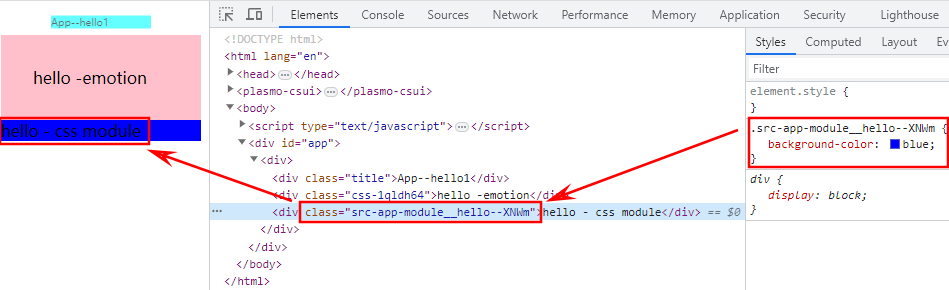 App--hello1
hello -emotion
hello - css module
Elements Console Sources Network Performance Memory Application Security Lighthouse
<!DOCTYPE html>
<html lang="en">
<head>…</head>
<plasmo-csui>…</plasmo-csui>
<body>
<script type="text/javascript">…</script>
<div id="app">
<div>
<div class="title">App--hello1</div>
<div class="css-1qldh64">hello -emotion</di
<div class="src-app-module__hello--XNWm">hello - css module</div> == $0
</div>
</div>
</body>
</html>
Styles Computed Layout Eve
Filter
element.style {
}
.src-app-module__hello--XNWm {
background-color: blue;
}
div {
display: block;
}